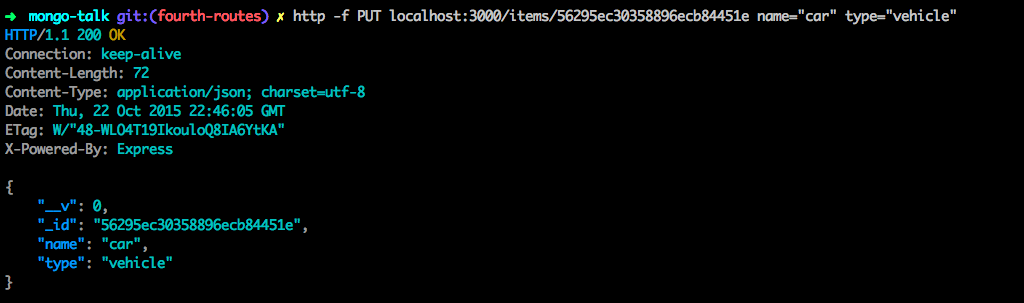 ➜ mongo-talk git:(fourth-routes) ✗ http -f PUT localhost:3000/items/56295ec30358896ecb84451e name="car" type="vehicle"
HTTP/1.1 200 OK
Connection: keep-alive
Content-Length: 72
Content-Type: application/json; charset=utf-8
Date: Thu, 22 Oct 2015 22:46:05 GMT
ETag: W/"48-WLO4T19IkouloQ8IA6YtKA"
X-Powered-By: Express

{
    "__v": 0,
    "_id": "56295ec30358896ecb84451e",
    "name": "car",
    "type": "vehicle"
}